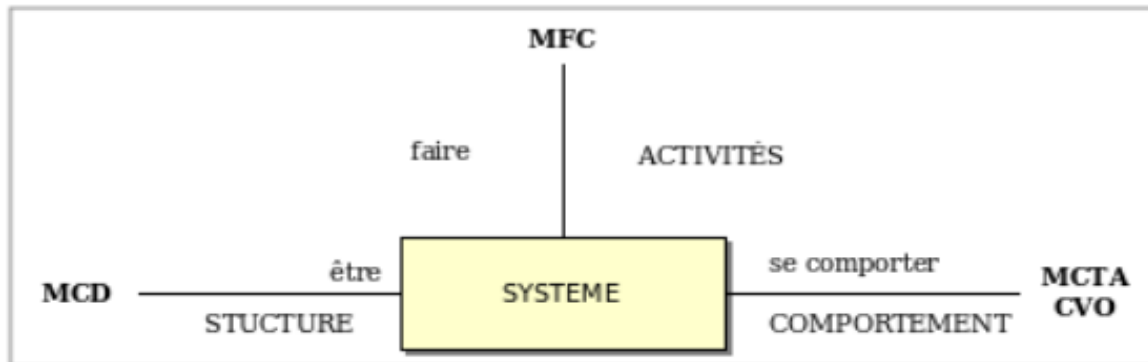 MFC
faire
ACTIVITÉS
être
se comporter
MCD
SYSTEME
MCTA
CVO
STUCTURE
COMPORTEMENT